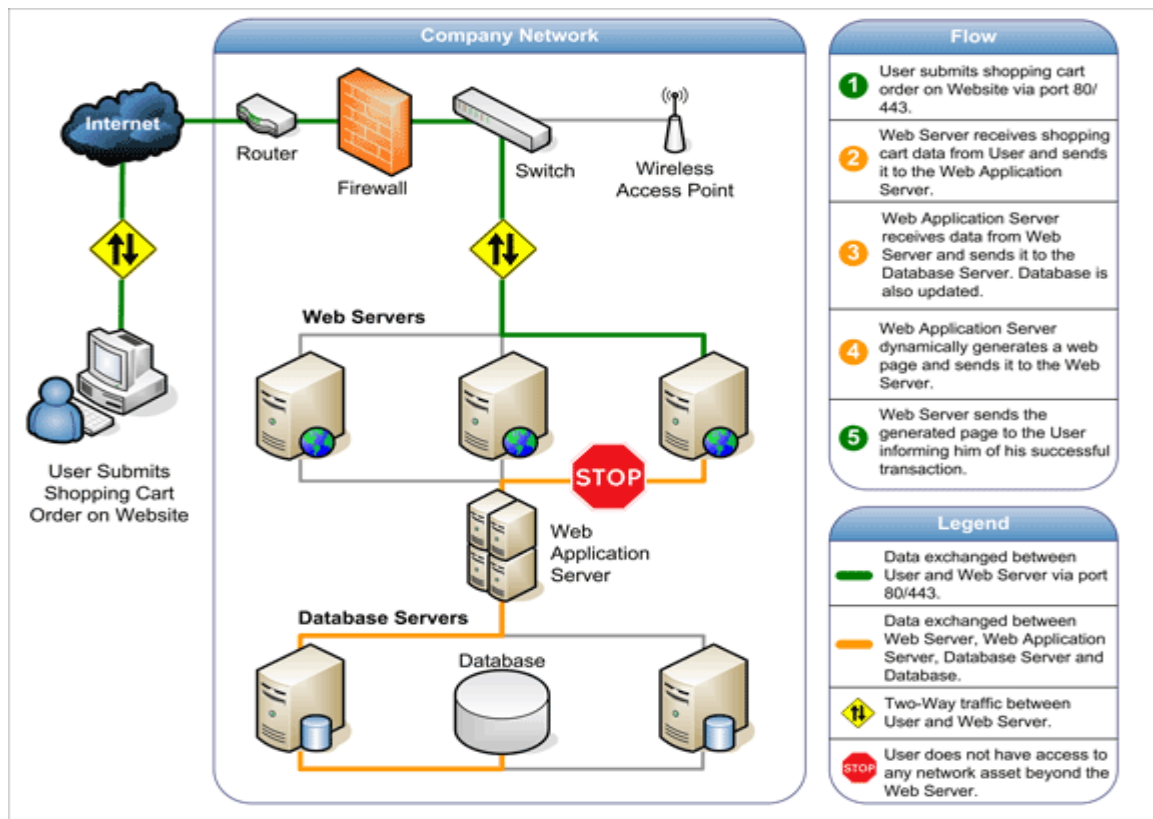 Company Network
Internet
Router
Firewall
Switch
Wireless
Access Point
Web Servers
User Submits
Shopping Cart
Order on Website
STOP
Web
Application
Server
Database Servers
Database
Flow
1
User submits shopping cart
order on Website via port 80/
443.
2
Web Server receives shopping
cart data from User and sends
it to the Web Application
Server.
3
Web Application Server
receives data from Web
Server and sends it to the
Database Server. Database is
also updated.
4
Web Application Server
dynamically generates a web
page and sends it to the Web
Server.
5
Web Server sends the
generated page to the User
informing him of his successful
transaction.
Legend
Data exchanged between
User and Web Server via port
80/443.
Data exchanged between
Web Server, Web Application
Server, Database Server and
Database.
Two-Way traffic between
User and Web Server.
STOP
User does not have access to
any network asset beyond the
Web Server.